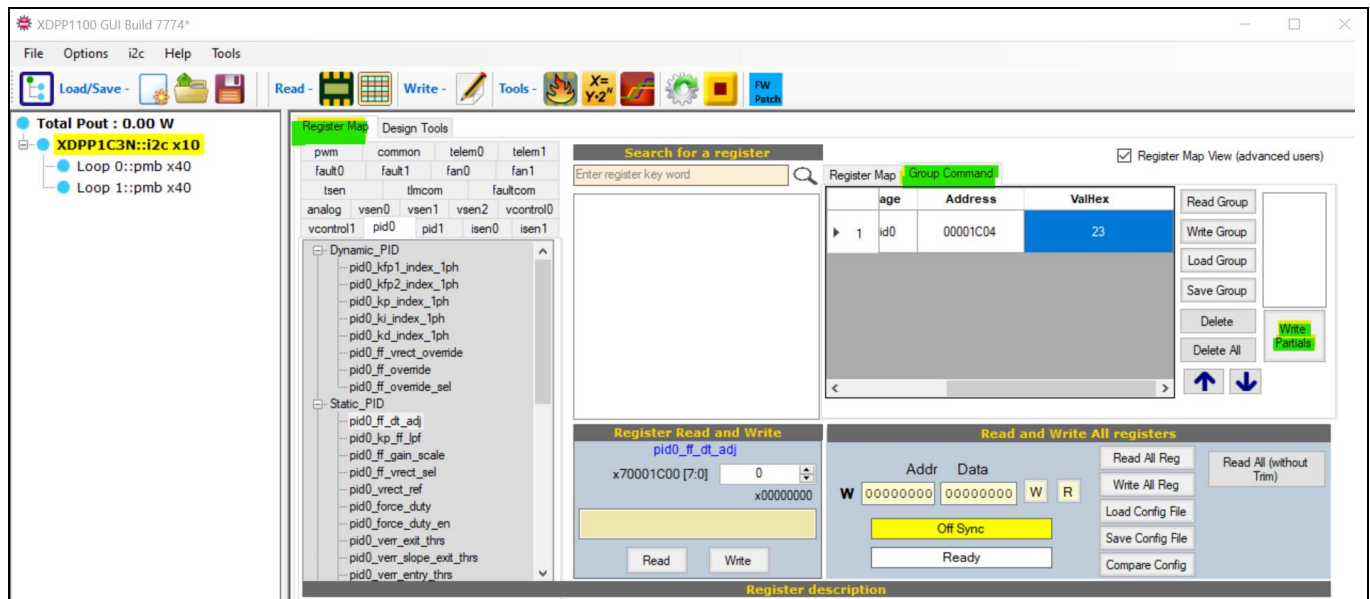 XDPP1100 GUI Build 7774*
File Options i2c Help Tools
Load/Save - Read - Write - Tools - X= Y·2ᴺ FW Patch
Total Pout : 0.00 W
XDPP1C3N::i2c x10
Loop 0::pmb x40
Loop 1::pmb x40
Register Map Design Tools
pwm common telem0 telem1
fault0 fault1 fan0 fan1
tsen tlmcom faultcom
analog vsen0 vsen1 vsen2 vcontrol0
vcontrol1 pid0 pid1 isen0 isen1
Dynamic_PID
pid0_kfp1_index_1ph
pid0_kfp2_index_1ph
pid0_kp_index_1ph
pid0_ki_index_1ph
pid0_kd_index_1ph
pid0_ff_vrect_override
pid0_ff_override
pid0_ff_override_sel
Static_PID
pid0_ff_dt_adj
pid0_kp_ff_lpf
pid0_ff_gain_scale
pid0_ff_vrect_sel
pid0_vrect_ref
pid0_force_duty
pid0_force_duty_en
pid0_verr_exit_thrs
pid0_verr_slope_exit_thrs
pid0_verr_entry_thrs
Search for a register
Enter register key word
Register Map View (advanced users)
Register Map Group Command
age Address ValHex
1 id0 00001C04 23
Read Group
Write Group
Load Group
Save Group
Delete
Delete All
Write Partials
Register Read and Write
pid0_ff_dt_adj
x70001C00 [7:0] 0
x00000000
Read Write
Read and Write All registers
Addr Data
W 00000000 00000000 W R
Off Sync
Ready
Read All Reg
Write All Reg
Load Config File
Save Config File
Compare Config
Read All (without Trim)
Register description